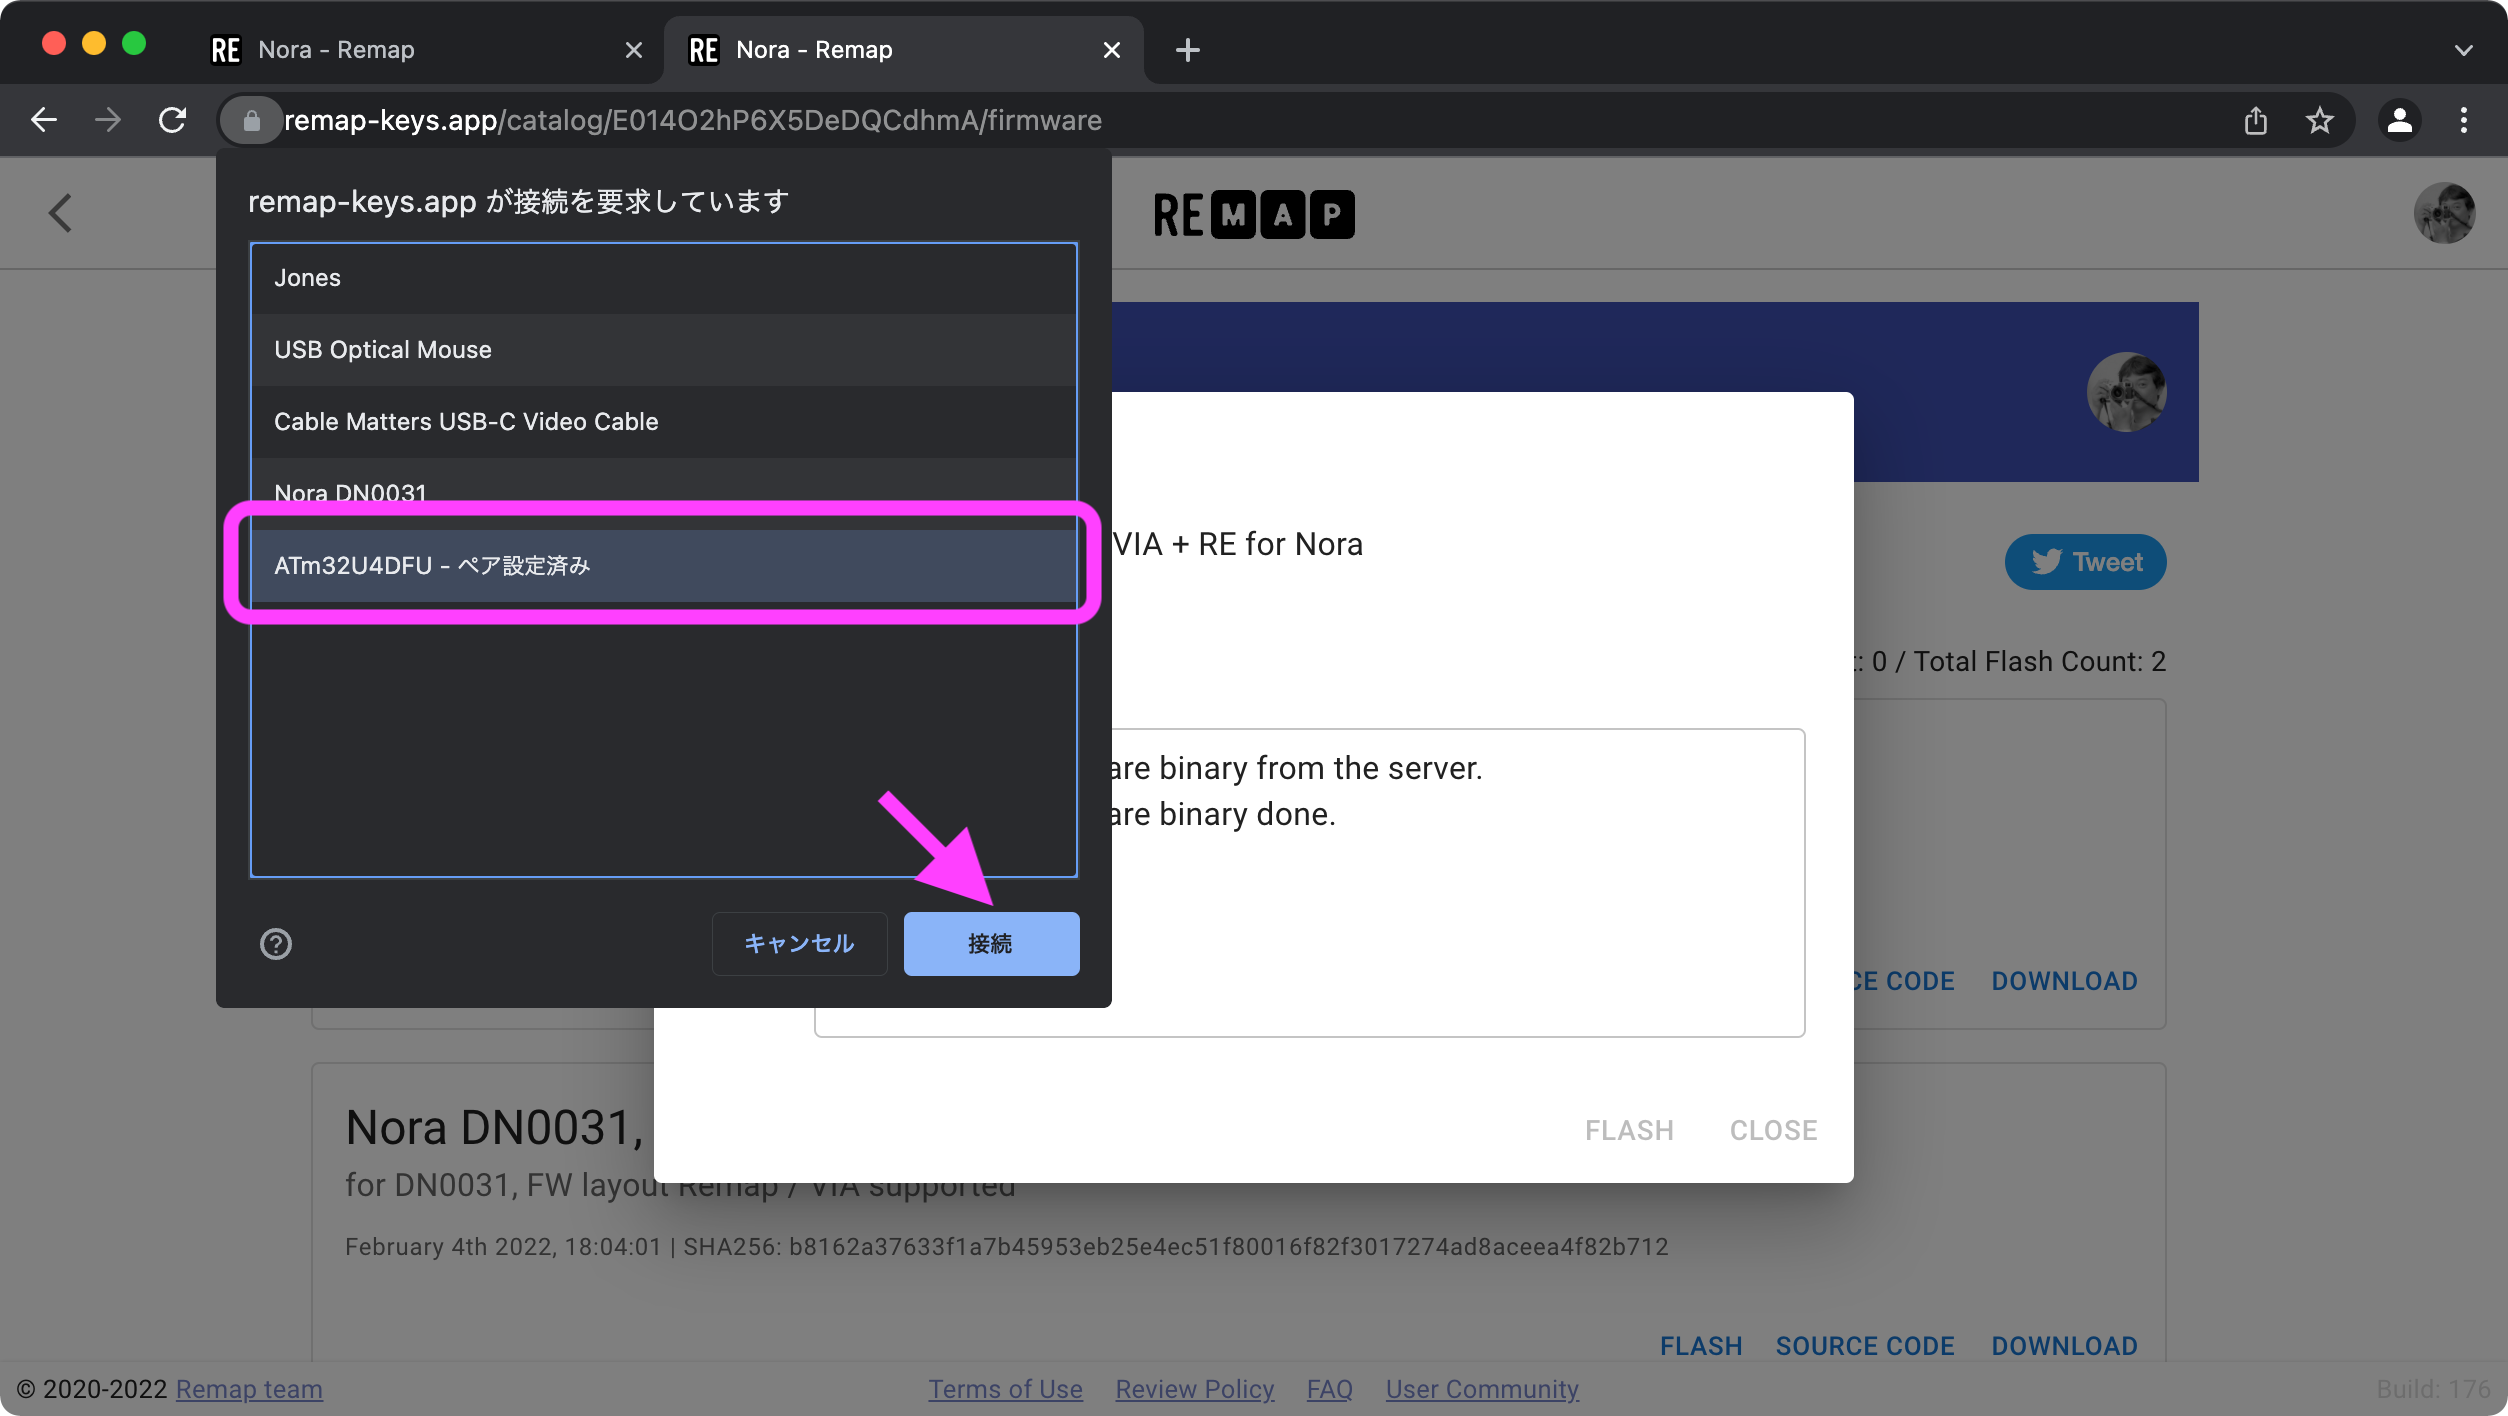 RE Nora - Remap
RE Nora - Remap
remap-keys.app/catalog/E014O2hP6X5DeDQCdhmA/firmware
remap-keys.app が接続を要求しています
Jones
USB Optical Mouse
Cable Matters USB-C Video Cable
Nora DN0031
ATm32U4DFU - ペア設定済み
キャンセル
接続
REMAP
VIA + RE for Nora
Tweet
: 0 / Total Flash Count: 2
are binary from the server.
are binary done.
CE CODE
DOWNLOAD
FLASH
CLOSE
Nora DN0031,
for DN0031, FW layout Remap / VIA supported
February 4th 2022, 18:04:01 | SHA256: b8162a37633f1a7b45953eb25e4ec51f80016f82f3017274ad8aceea4f82b712
FLASH
SOURCE CODE
DOWNLOAD
© 2020-2022 Remap team
Terms of Use
Review Policy
FAQ
User Community
Build: 176